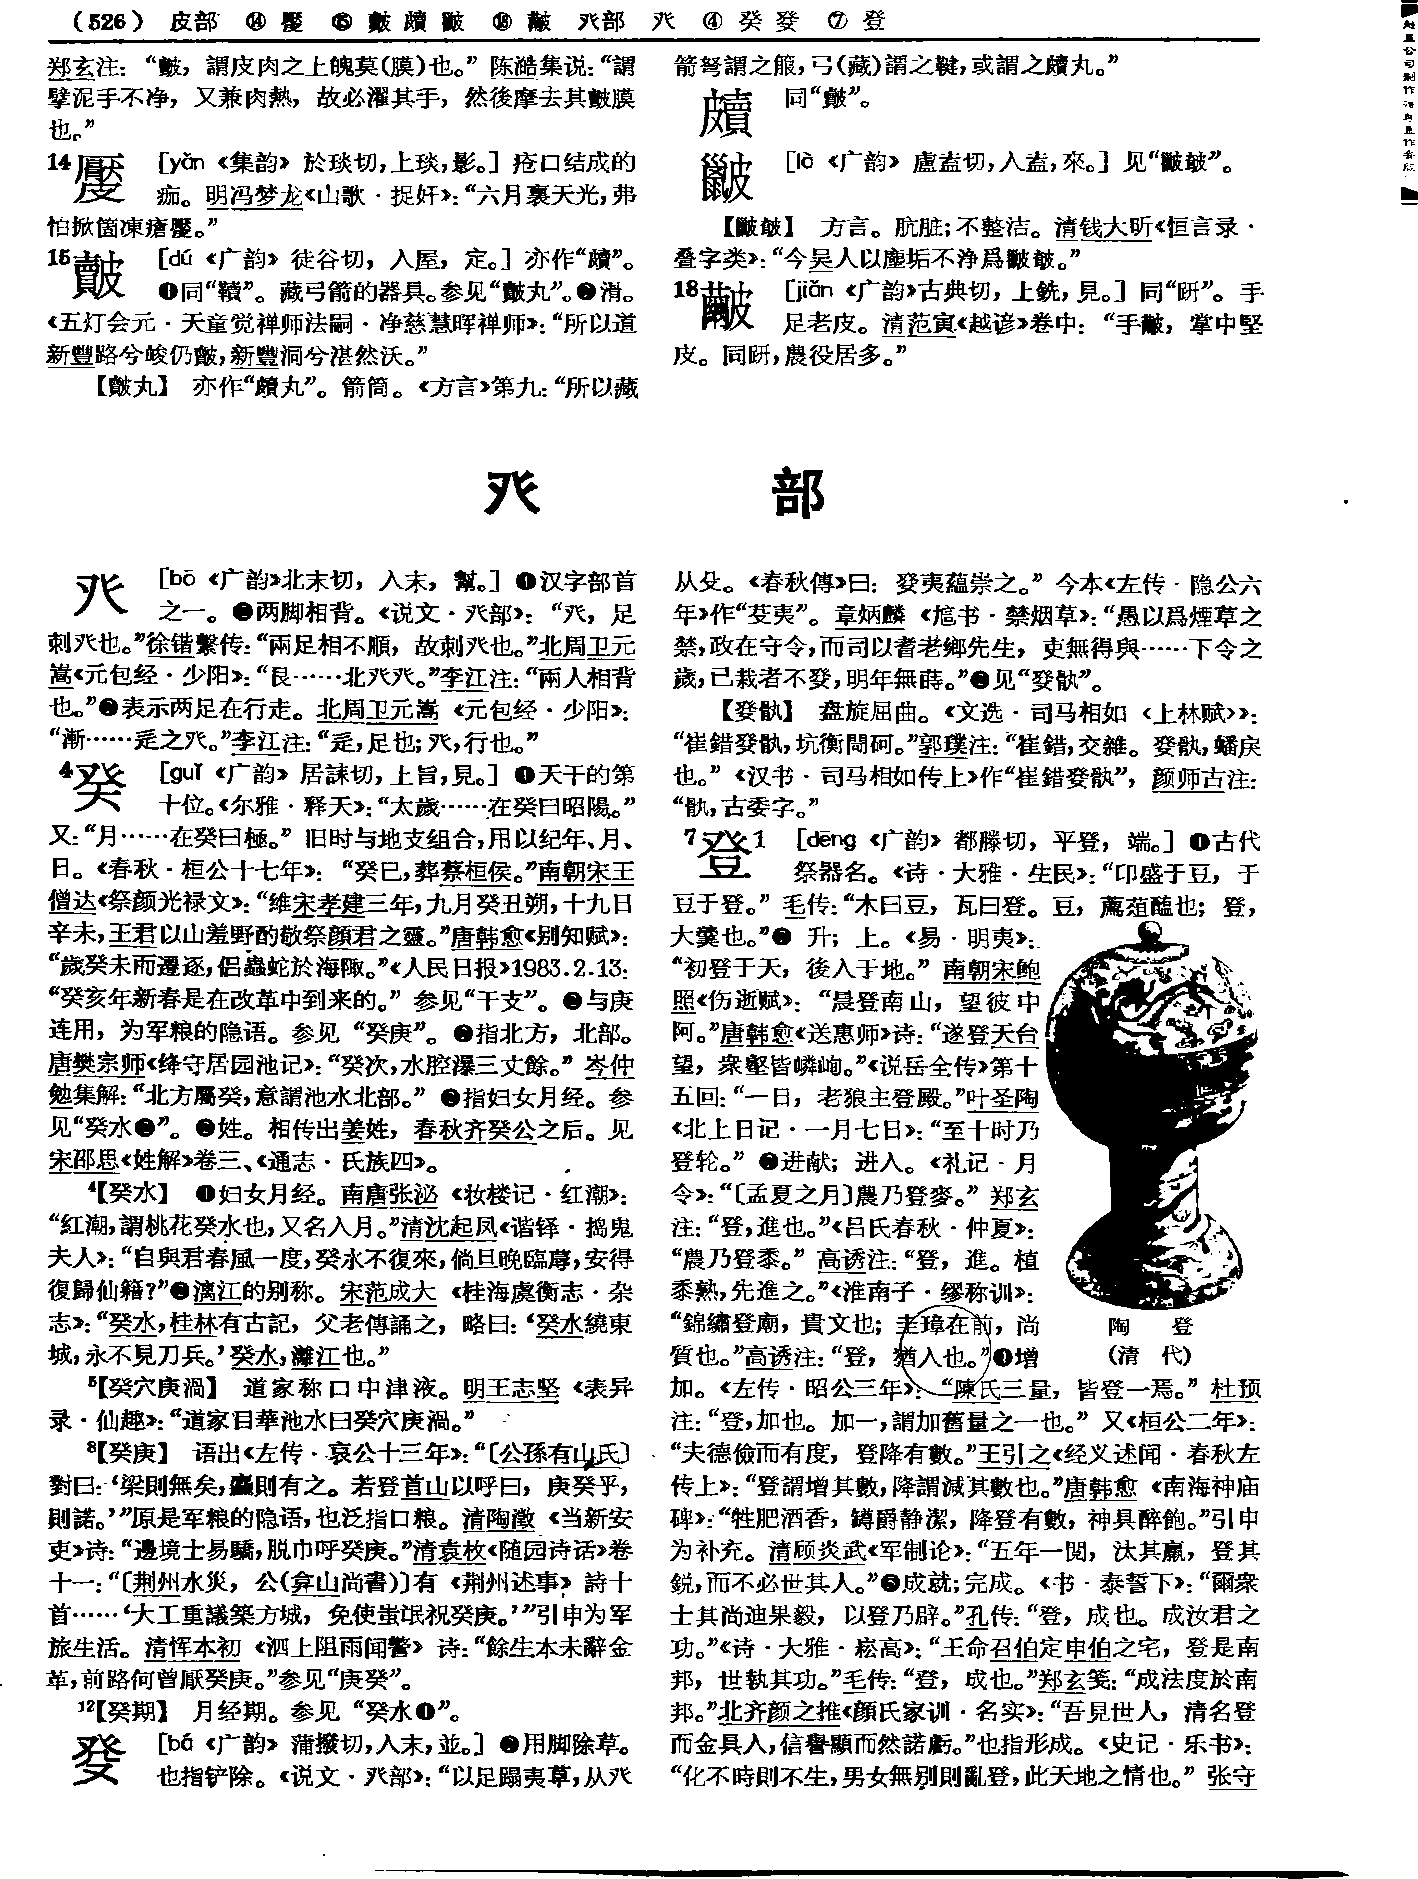 (526) 皮部 ⑭ 㿕 ⑮ 皾 皾 ⑱ 部 癶 ④ 癸 癹 ⑦ 登
郑玄注：“皽，謂皮肉之上魄莫(膜)也。”陈澔集说：“謂
擘泥手不净，又兼肉熱，故必濯其手，然後摩去其皽膜
也。”
14 [yǎn《集韵》於琰切，上琰，影。] 疮口结成的
痂。明冯梦龙《山歌·捉奸》：“六月裏天光，弗
怕掀箇凍瘡。”
15 皾 [dú《广韵》徒谷切，入屋，定。] 亦作“”。
❶同“韇”。藏弓箭的器具。参见“皾丸”。❷滑。
《五灯会元·天童觉禅师法嗣·净慈慧晖禅师》：“所以道
新豐路兮峻仍皾，新豐洞兮湛然沃。”
【皾丸】 亦作“丸”。箭筒。《方言》第九：“所以藏
箭弩謂之箙，弓(藏)謂之鞬，或謂之丸。”
同“皾”。
[là《广韵》盧盍切，入盍，來。] 见“”。
【】 方言。肮脏；不整洁。清钱大昕《恒言录·
叠字类》：“今吴人以塵垢不净爲。”
18 [jiǎn《广韵》古典切，上銑，見。] 同“趼”。手
足老皮。清范寅《越谚》卷中：“手，掌中堅
皮。同趼，農役居多。”
癶 部
癶 [bō《广韵》北末切，入末，幫。] ❶汉字部首
之一。❷两脚相背。《说文·癶部》：“癶，足
刺癶也。”徐锴繫传：“兩足相不順，故刺癶也。”北周卫元
嵩《元包经·少阳》：“艮……北癶癶。”李江注：“兩人相背
也。”❸表示两足在行走。北周卫元嵩《元包经·少阳》：
“漸……疌之癶。”李江注：“疌，足也；癶，行也。”
4 癸 [guǐ《广韵》居誄切，上旨，見。] ❶天干的第
十位。《尔雅·释天》：“太歲……在癸曰昭陽。”
又：“月……在癸曰極。”旧时与地支组合，用以纪年、月、
日。《春秋·桓公十七年》：“癸巳，葬蔡桓侯。”南朝宋王
僧达《祭颜光禄文》：“维宋孝建三年，九月癸丑朔，十九日
辛未，王君以山羞野酌敬祭顔君之靈。”唐韩愈《别知赋》：
“歲癸未而遷逐，侣蟲蛇於海陬。”《人民日报》1983.2.13：
“癸亥年新春是在改革中到来的。”参见“干支”。❷与庚
连用，为军粮的隐语。参见“癸庚”。❸指北方，北部。
唐樊宗师《绛守居园池记》：“癸次，水腔瀑三丈餘。”岑仲
勉集解：“北方屬癸，意謂池水北部。”❹指妇女月经。参
见“癸水❶”。❺姓。相传出姜姓，春秋齐癸公之后。见
宋邵思《姓解》卷三、《通志·氏族四》。
4【癸水】 ❶妇女月经。南唐张泌《妆楼记·红潮》：
“紅潮，謂桃花癸水也，又名入月。”清沈起凤《谐铎·捣鬼
夫人》：“自與君春風一度，癸水不復來，倘旦晚臨蓐，安得
復歸仙籍？”❷漓江的别称。宋范成大《桂海虞衡志·杂
志》：“癸水，桂林有古記，父老傳誦之，略曰：‘癸水繞東
城，永不見刀兵。’癸水，灕江也。”
5【癸穴庚渦】 道家称口中津液。明王志坚《表异
录·仙趣》：“道家目華池水曰癸穴庚渦。”
8【癸庚】 语出《左传·哀公十三年》：“〔公孫有山氏〕
對曰：‘梁則無矣，麤則有之。若登首山以呼曰，庚癸乎，
則諾。’”原是军粮的隐语，也泛指口粮。清陶澂《当新安
吏》诗：“邊境士易驕，脱巾呼癸庚。”清袁枚《随园诗话》卷
十一：“〔荆州水災，公(弇山尚書)〕有《荆州述事》詩十
首……‘大工重議築方城，免使蚩氓祝癸庚。’”引申为军
旅生活。清恽本初《泗上阻雨闻警》诗：“餘生本未辭金
革，前路何曾厭癸庚。”参见“庚癸”。
12【癸期】 月经期。参见“癸水❶”。
癹 [bá《广韵》蒲撥切，入末，並。] ❶用脚除草。
也指铲除。《说文·癶部》：“以足蹋夷草，从癶
从殳。《春秋傳》曰：癹夷蘊崇之。”今本《左传·隐公六
年》作“芟夷”。章炳麟《訄书·禁烟草》：“愚以爲煙草之
禁，政在守令，而司以耆老鄉先生，吏無得與……下令之
歲，已栽者不癹，明年無蒔。”❷见“癹骫”。
【癹骫】 盘旋屈曲。《文选·司马相如〈上林赋〉》：
“崔錯癹骫，坑衡閜砢。”郭璞注：“崔錯，交雜。癹骫，蟠戾
也。”《汉书·司马相如传上》作“崔錯癹骫”，颜师古注：
“骫，古委字。”
7 登1 [dēng《广韵》都滕切，平登，端。] ❶古代
祭器名。《诗·大雅·生民》：“卬盛于豆，于
豆于登。”毛传：“木曰豆，瓦曰登。豆，薦菹醢也；登，
大羹也。”❷升；上。《易·明夷》：
“初登于天，後入于地。”南朝宋鲍
照《伤逝赋》：“晨登南山，望彼中
阿。”唐韩愈《送惠师》诗：“遂登天台
望，衆壑皆嶙峋。”《说岳全传》第十
五回：“一日，老狼主登殿。”叶圣陶
《北上日记·一月七日》：“至十时乃
登轮。”❸进献；进入。《礼记·月
令》：“〔孟夏之月〕農乃登麥。”郑玄
注：“登，進也。”《吕氏春秋·仲夏》：
“農乃登黍。”高诱注：“登，進。植
黍熟，先進之。”《淮南子·缪称训》：
“錦繡登廟，貴文也；圭璋在前，尚
質也。”高诱注：“登，猶入也。”❹增
陶 登
(清 代)
加。《左传·昭公三年》：“陳氏三量，皆登一焉。”杜预
注：“登，加也。加一，謂加舊量之一也。”又《桓公二年》：
“夫德儉而有度，登降有數。”王引之《经义述闻·春秋左
传上》：“登謂增其數，降謂減其數也。”唐韩愈《南海神庙
碑》：“牲肥酒香，罇爵静潔，降登有數，神具醉飽。”引申
为补充。清顾炎武《军制论》：“五年一閲，汰其羸，登其
鋭，而不必世其人。”❺成就；完成。《书·泰誓下》：“爾衆
士其尚迪果毅，以登乃辟。”孔传：“登，成也。成汝君之
功。”《诗·大雅·崧高》：“王命召伯定申伯之宅，登是南
邦，世執其功。”毛传：“登，成也。”郑玄笺：“成法度於南
邦。”北齐颜之推《颜氏家训·名实》：“吾見世人，清名登
而金貝入，信譽顯而然諾虧。”也指形成。《史记·乐书》：
“化不時則不生，男女無别則亂登，此天地之情也。”张守